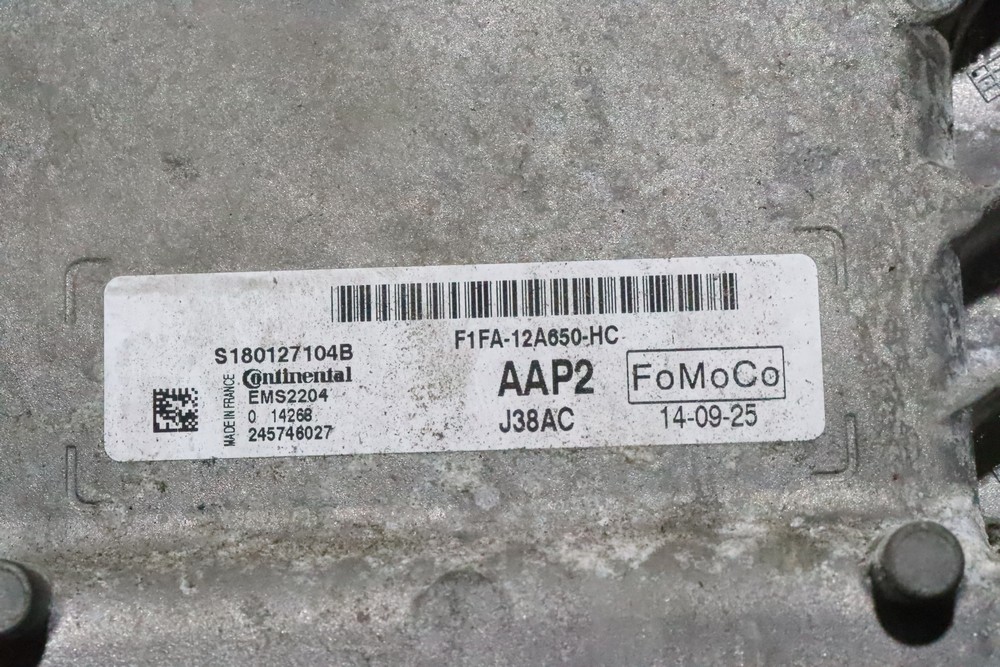 F1FA-12A650-HC
S180127104B
Continental
EMS2204
0 14268
245746027
MADE IN FRANCE
AAP2
J38AC
FoMoCo
14-09-25